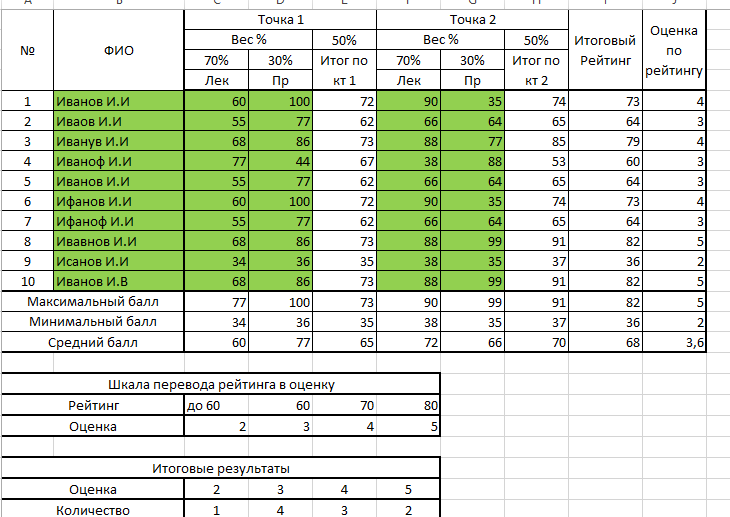 A B C D E F G H I J
Точка 1 Точка 2
№ ФИО Вес % 50% Вес % 50% Итоговый Рейтинг Оценка по рейтингу
70% 30% Итог по кт 1 70% 30% Итог по кт 2
Лек Пр Лек Пр
1 Иванов И.И 60 100 72 90 35 74 73 4
2 Иваов И.И 55 77 62 66 64 65 64 3
3 Иванув И.И 68 86 73 88 77 85 79 4
4 Иваноф И.И 77 44 67 38 88 53 60 3
5 Иванов И.И 55 77 62 66 64 65 64 3
6 Ифанов И.И 60 100 72 90 35 74 73 4
7 Ифаноф И.И 55 77 62 66 64 65 64 3
8 Ивавнов И.И 68 86 73 88 99 91 82 5
9 Исанов И.И 34 36 35 38 35 37 36 2
10 Иванов И.В 68 86 73 88 99 91 82 5
Максимальный балл 77 100 73 90 99 91 82 5
Минимальный балл 34 36 35 38 35 37 36 2
Средний балл 60 77 65 72 66 70 68 3,6
Шкала перевода рейтинга в оценку
Рейтинг до 60 60 70 80
Оценка 2 3 4 5
Итоговые результаты
Оценка 2 3 4 5
Количество 1 4 3 2